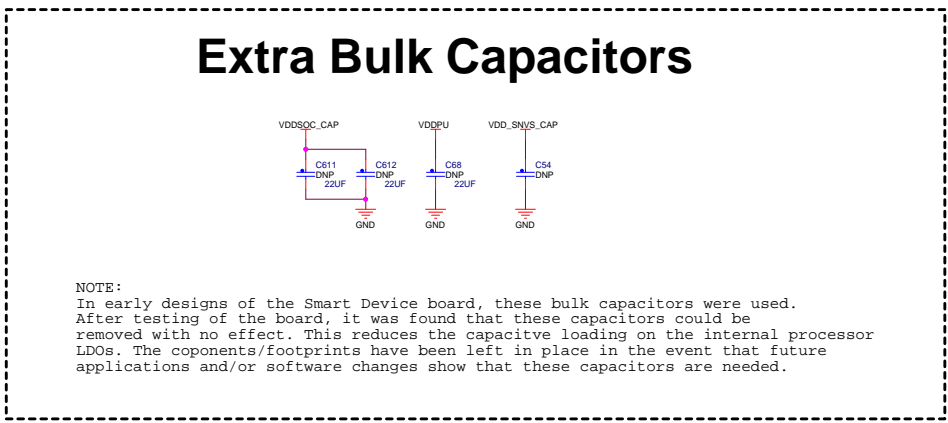 Extra Bulk Capacitors
VDDSOC_CAP VDDPU VDD_SNVS_CAP
C611 C612 C68 C54
DNP DNP DNP DNP
22UF 22UF 22UF
GND GND GND
NOTE:
In early designs of the Smart Device board, these bulk capacitors were used.
After testing of the board, it was found that these capacitors could be
removed with no effect. This reduces the capacitve loading on the internal processor
LDOs. The coponents/footprints have been left in place in the event that future
applications and/or software changes show that these capacitors are needed.